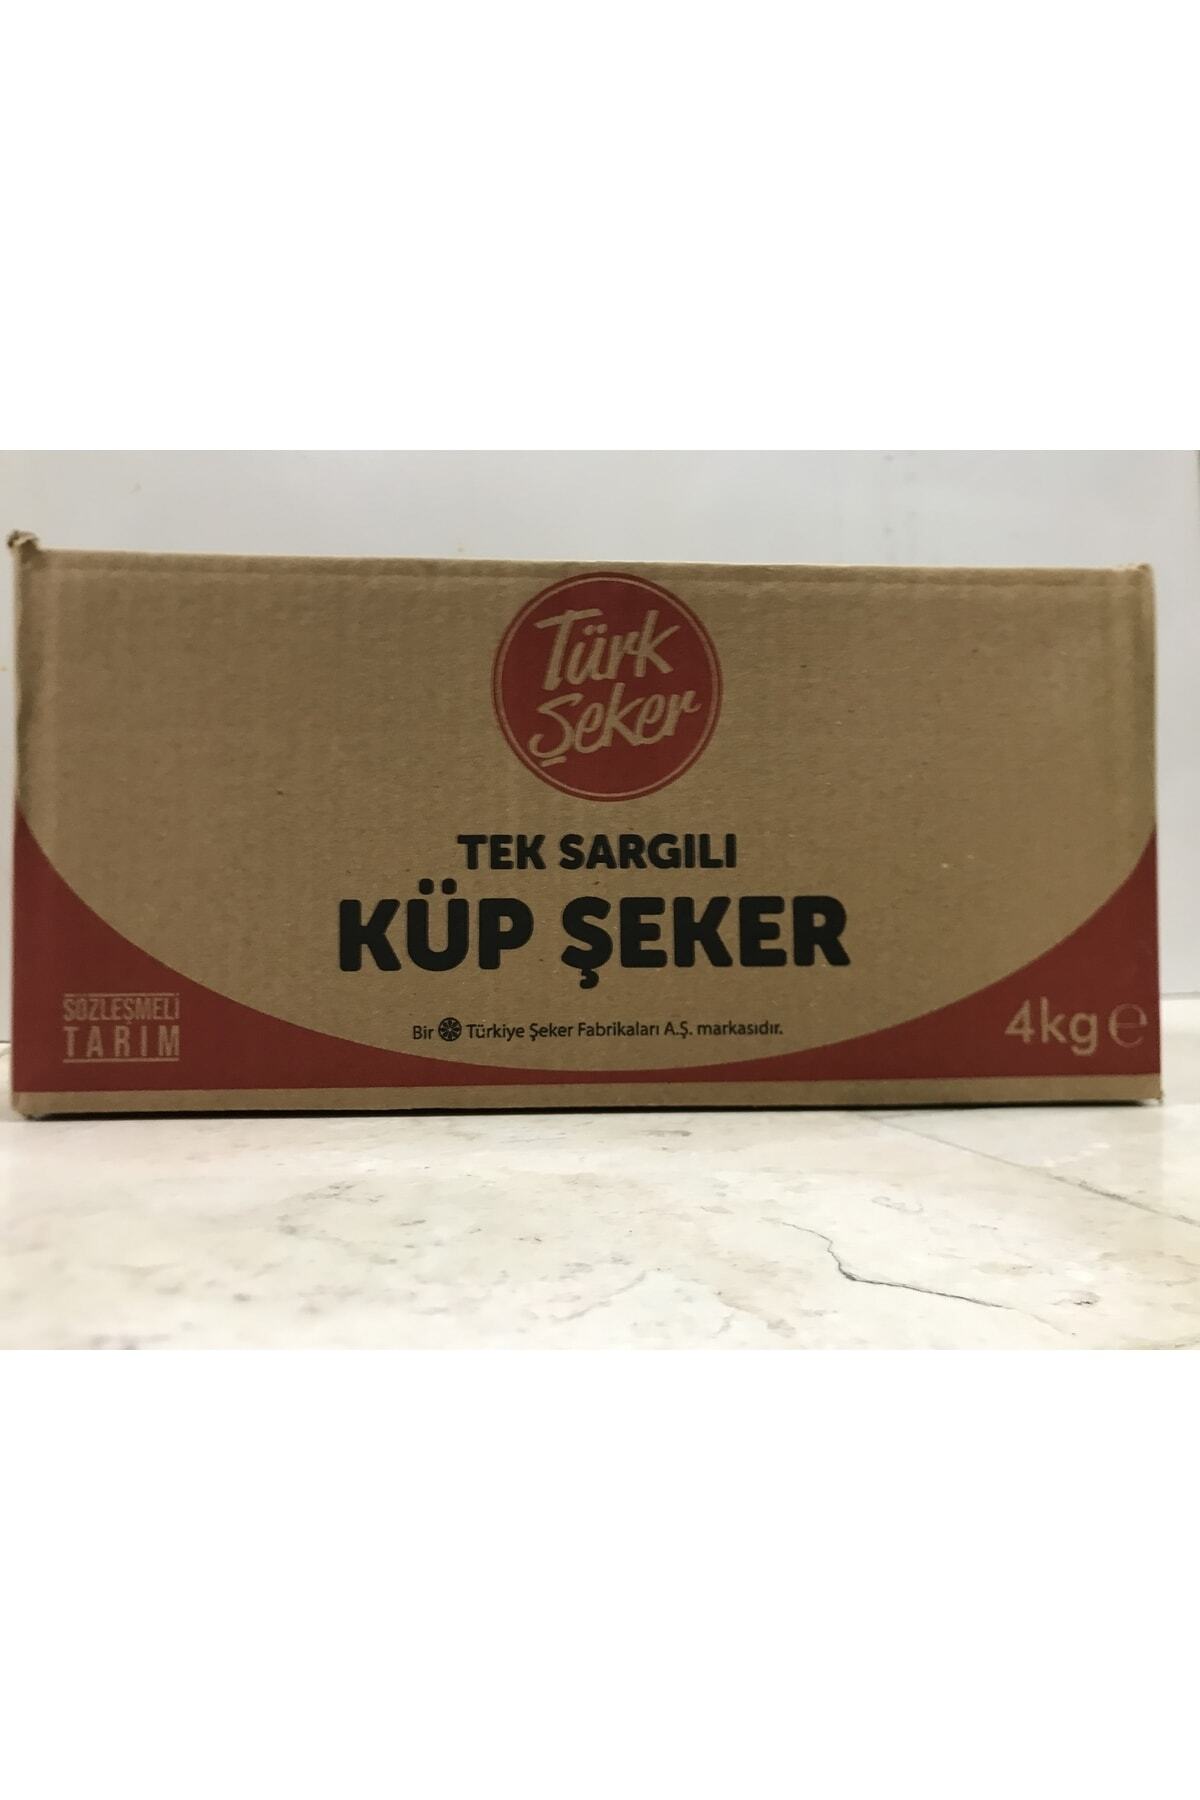 Türk
Şeker
TEK SARGILI
KÜP ŞEKER
Bir Türkiye Şeker Fabrikaları A.Ş. markasıdır.
SÖZLEŞMELİ
TARIM
4kg ℮